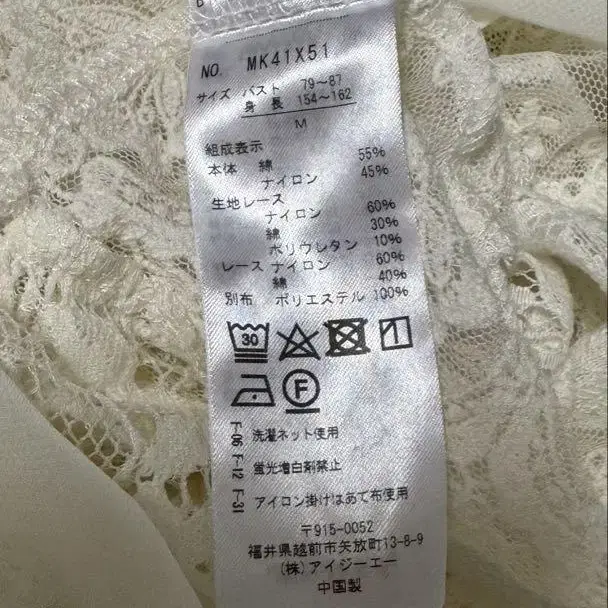 NO. MK41X51
サイズ バスト 79〜87
身長 154〜162
M
組成表示
本体 綿 55%
ナイロン 45%
生地レース
ナイロン 60%
綿 30%
ポリウレタン 10%
レース ナイロン 60%
綿 40%
別布 ポリエステル 100%
30
F
F-06 洗濯ネット使用
F-12 蛍光増白剤禁止
F-31 アイロン掛けはあて布使用
〒915-0052
福井県越前市矢放町13-8-9
(株)アイジーエー
中国製